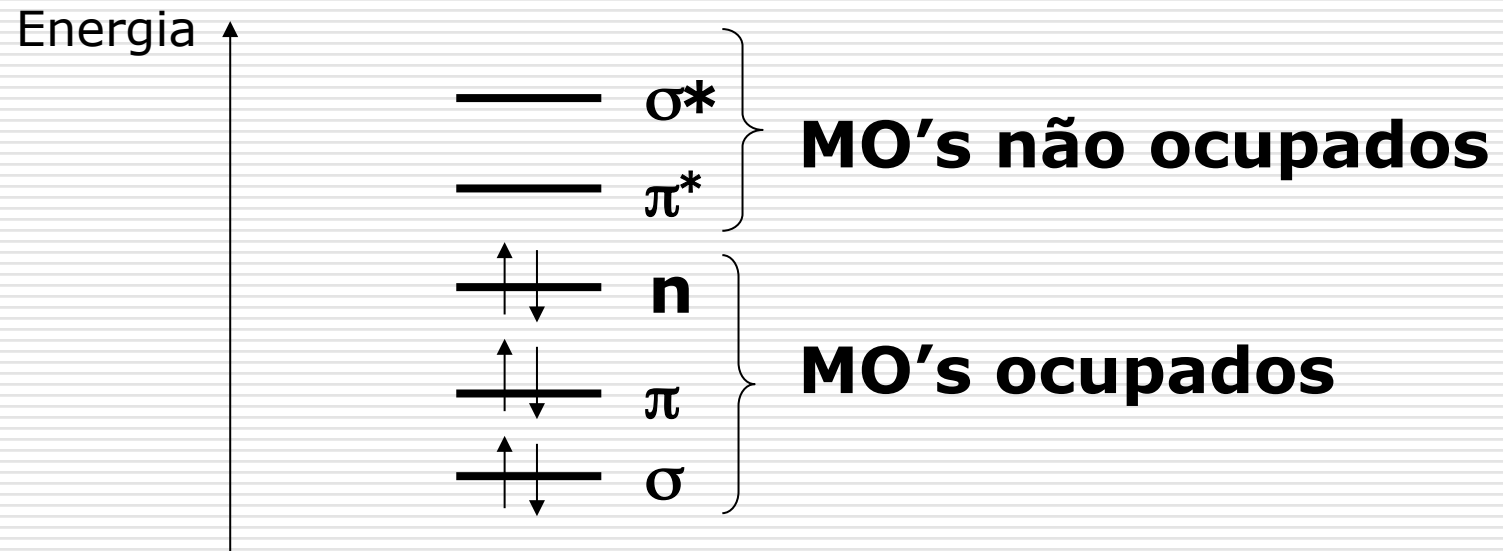 Energia
σ*
π*
MO’s não ocupados
n
π
σ
MO’s ocupados